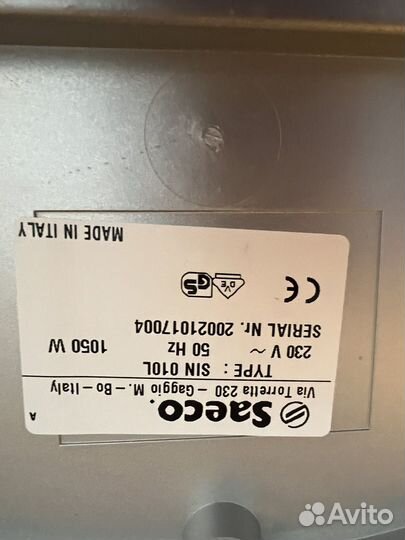 Saeco.
A
Via Torretta 230 – Gaggio M. – Bo – Italy
TYPE : SIN 010L
230 V ~ 50 Hz 1050 W
SERIAL Nr. 20021017004
CE
DVE
GS
MADE IN ITALY
Avito